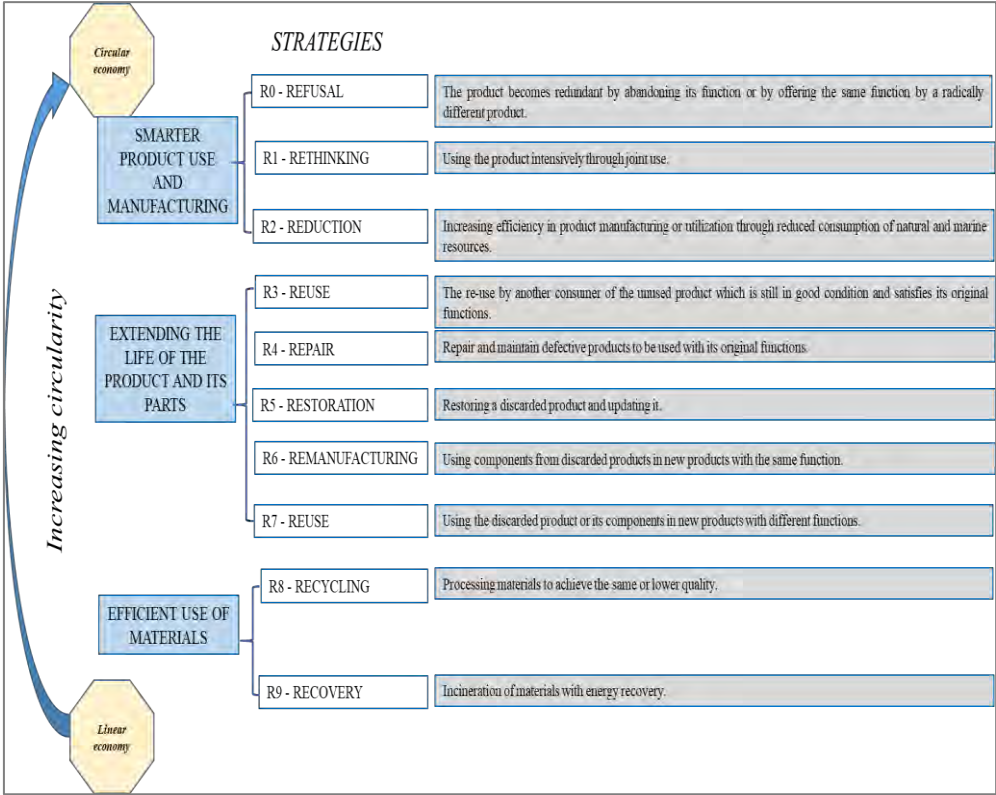 Circular
economy
STRATEGIES
SMARTER
PRODUCT USE
AND
MANUFACTURING
R0 - REFUSAL
The product becomes redundant by abandoning its function or by offering the same function by a radically
different product.
R1 - RETHINKING
Using the product intensively through joint use.
R2 - REDUCTION
Increasing efficiency in product manufacturing or utilization through reduced consumption of natural and marine
resources.
Increasing circularity
EXTENDING THE
LIFE OF THE
PRODUCT AND ITS
PARTS
R3 - REUSE
The re-use by another consumer of the unused product which is still in good condition and satisfies its original
functions.
R4 - REPAIR
Repair and maintain defective products to be used with its original functions.
R5 - RESTORATION
Restoring a discarded product and updating it.
R6 - REMANUFACTURING
Using components from discarded products in new products with the same function.
R7 - REUSE
Using the discarded product or its components in new products with different functions.
EFFICIENT USE OF
MATERIALS
R8 - RECYCLING
Processing materials to achieve the same or lower quality.
R9 - RECOVERY
Incineration of materials with energy recovery.
Linear
economy